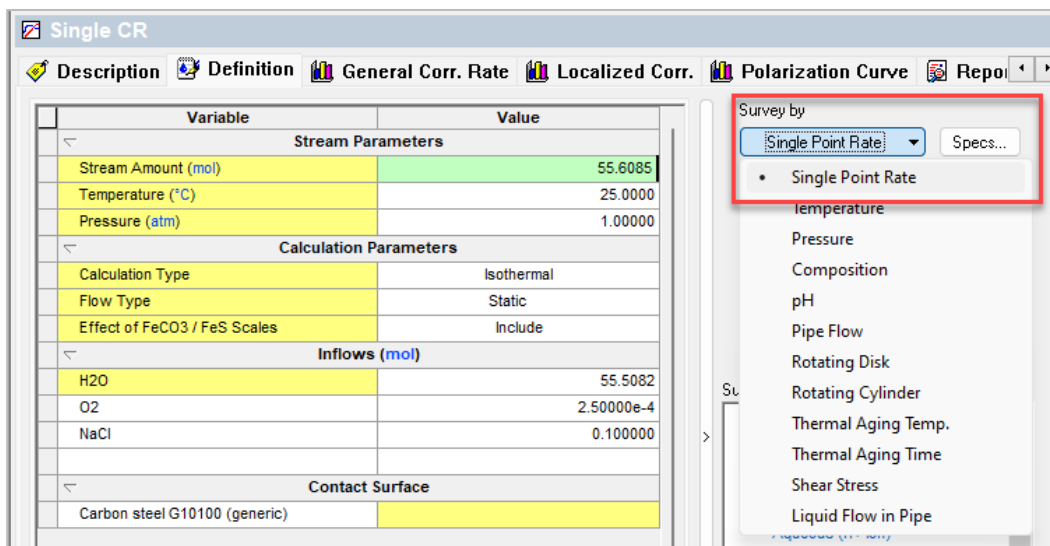 Single CR
Description Definition General Corr. Rate Localized Corr. Polarization Curve
Variable Value
Stream Parameters
Stream Amount (mol) 55.6085
Temperature (°C) 25.0000
Pressure (atm) 1.00000
Calculation Parameters
Calculation Type Isothermal
Flow Type Static
Effect of FeCO3 / FeS Scales Include
Inflows (mol)
H2O 55.5082
O2 2.50000e-4
NaCl 0.100000
Contact Surface
Carbon steel G10100 (generic)
Survey by
Single Point Rate Specs...
Single Point Rate
Temperature
Pressure
Composition
pH
Pipe Flow
Rotating Disk
Rotating Cylinder
Thermal Aging Temp.
Thermal Aging Time
Shear Stress
Liquid Flow in Pipe